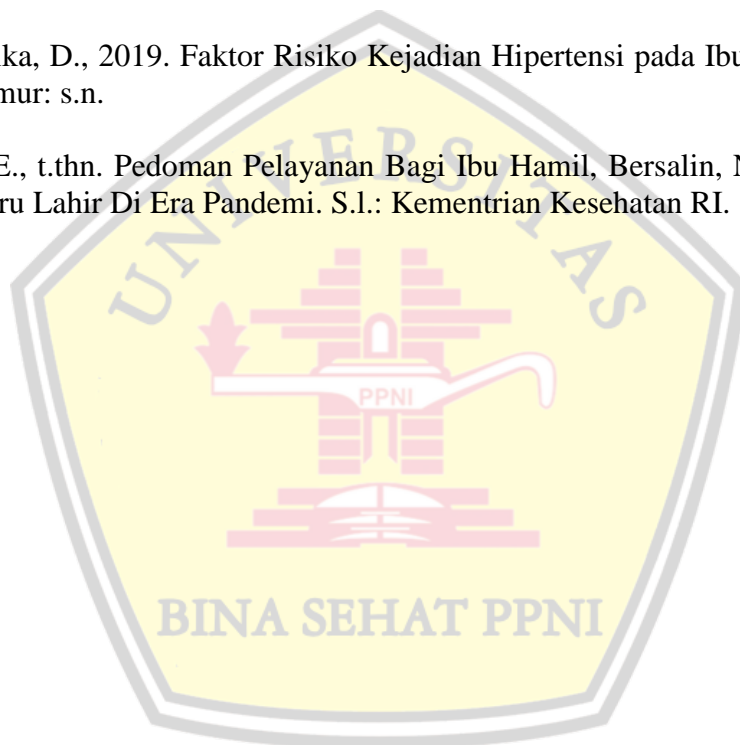 ka, D., 2019. Faktor Risiko Kejadian Hipertensi pada Ibu
mur: s.n.
E., t.thn. Pedoman Pelayanan Bagi Ibu Hamil, Bersalin,
ru Lahir Di Era Pandemi. S.l.: Kementrian Kesehatan RI.
UNIVERSITAS
PPNI
BINA SEHAT PPNI